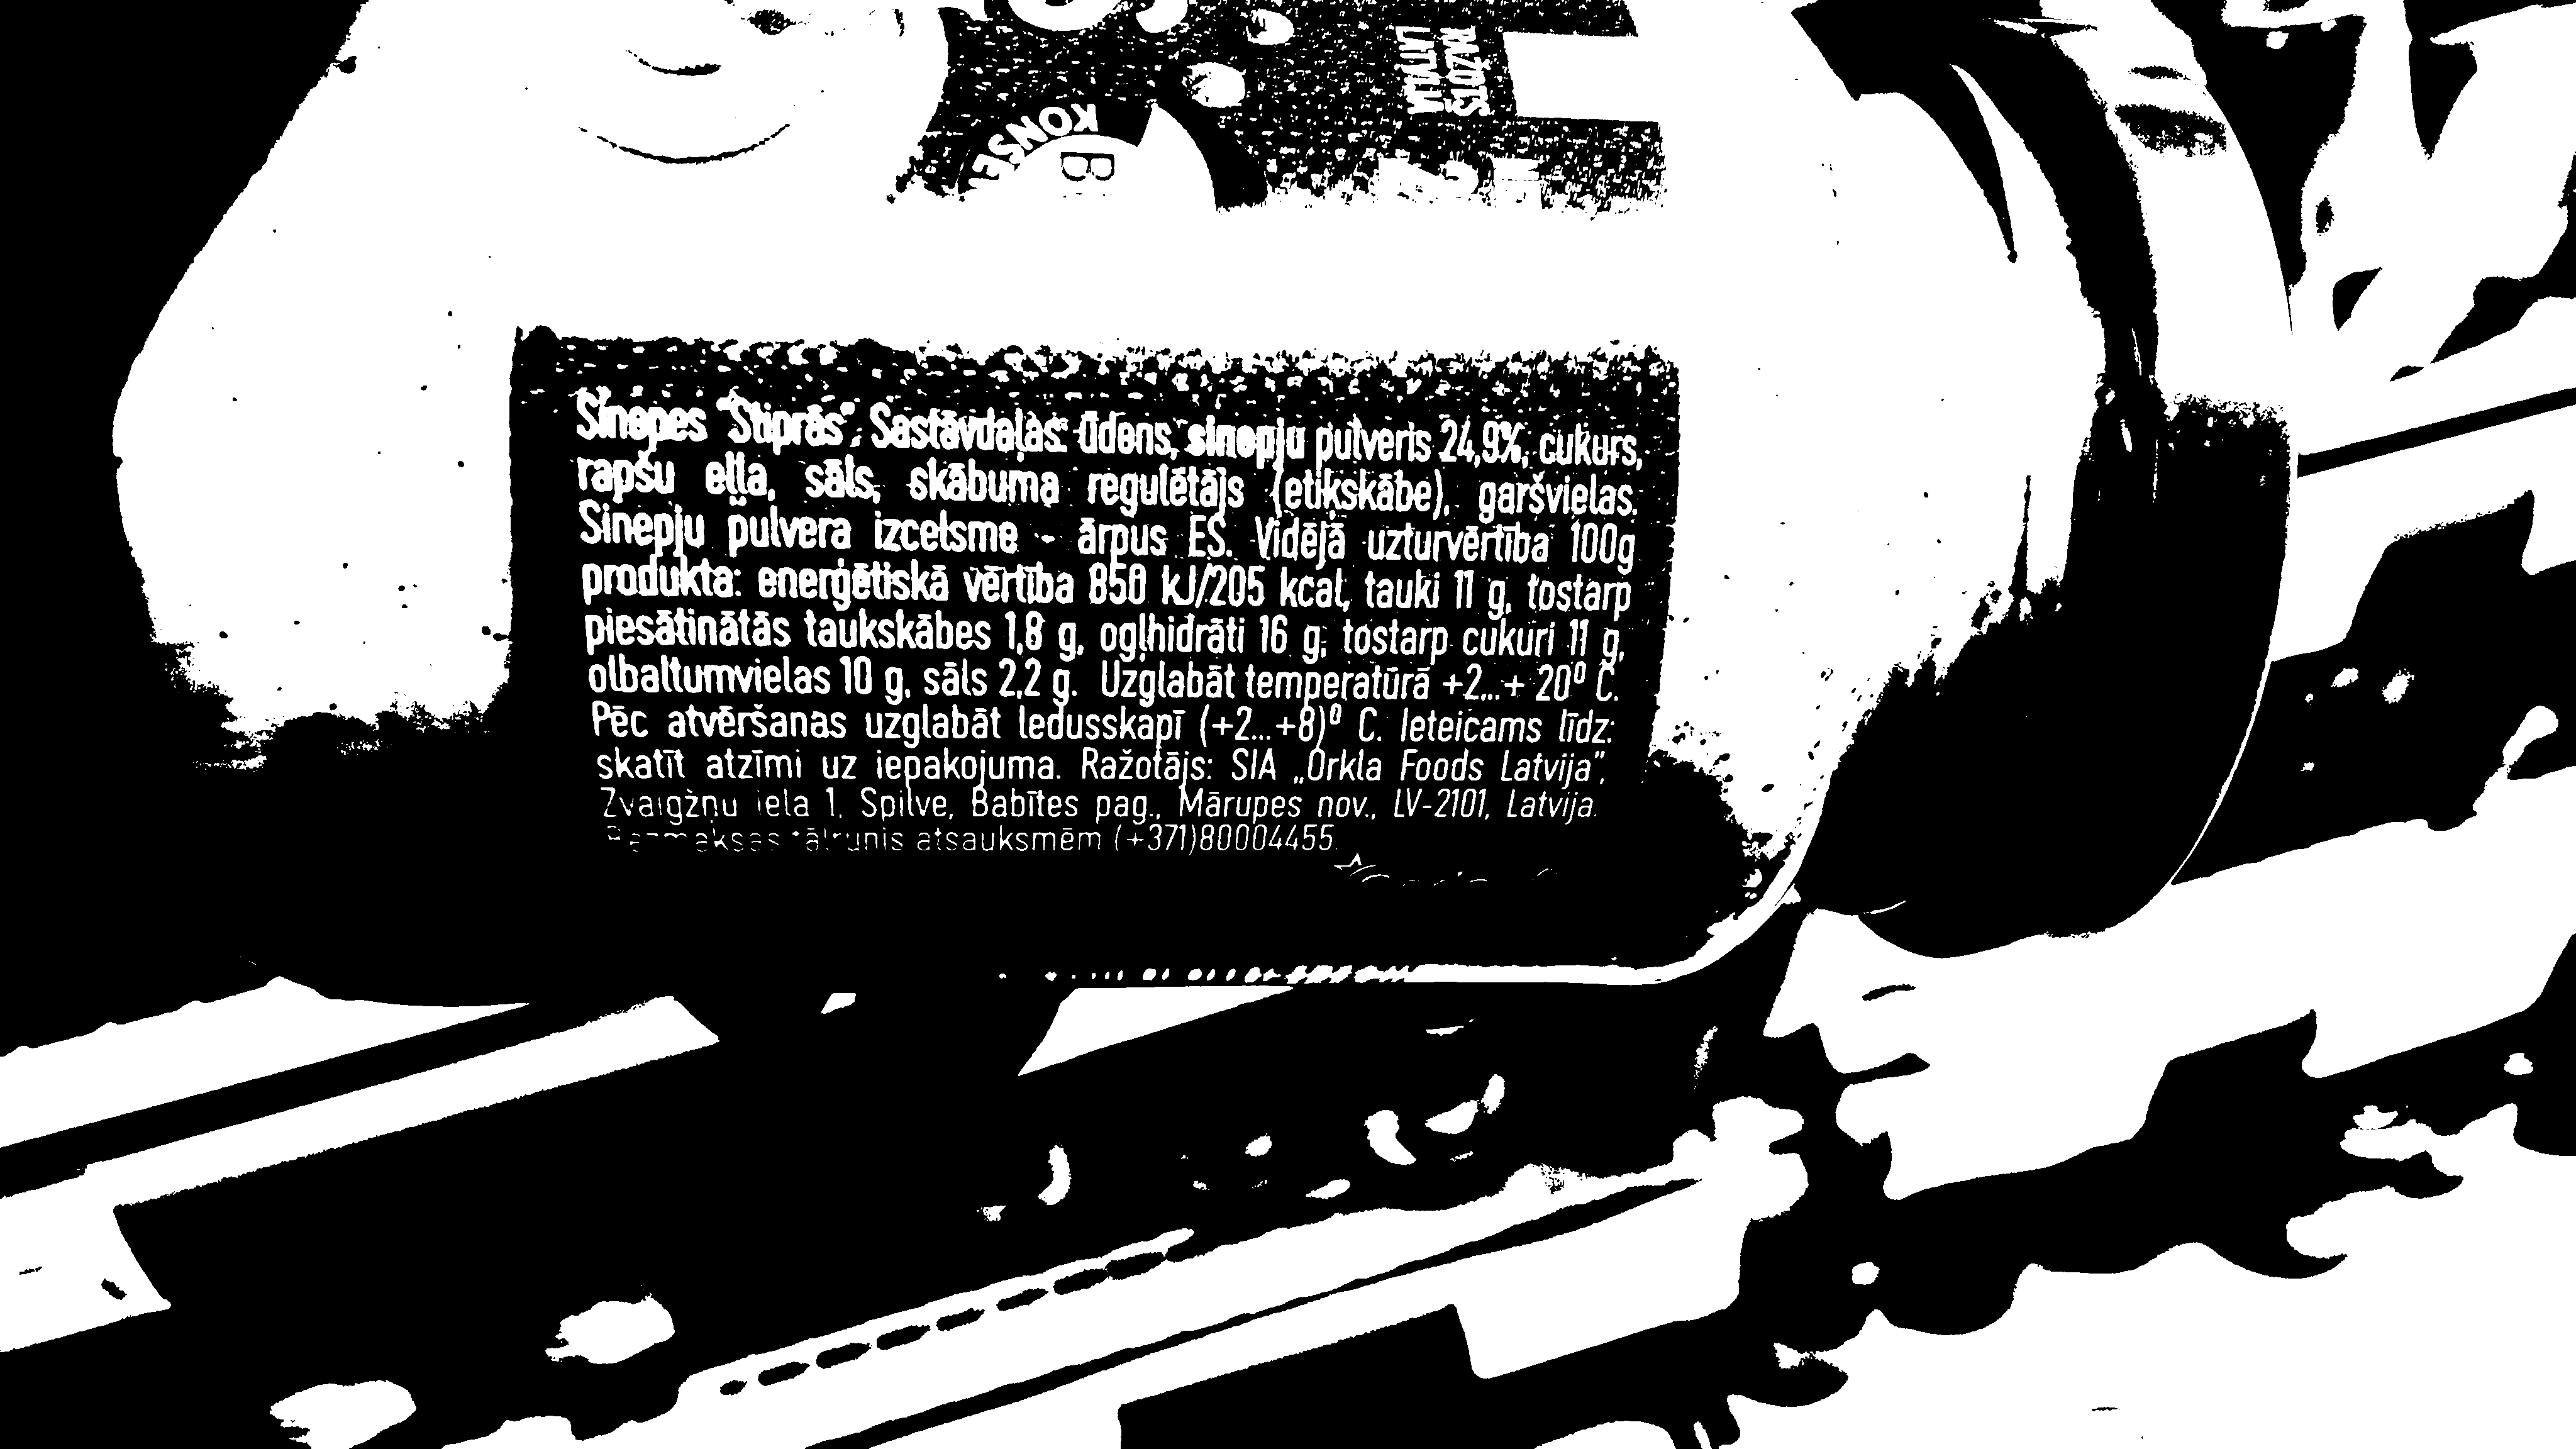 RAŽOTS
LATVIJĀ
KONSE
B
Sinepes "Stiprās". Sastāvdaļas: ūdens, sinepju pulveris 24,9%, cukurs,
rapšu eļļa, sāls, skābuma regulētājs (etiķskābe), garšvielas.
Sinepju pulvera izcelsme - ārpus ES. Vidējā uzturvērtība 100g
produkta: enerģētiskā vērtība 850 kJ/205 kcal, tauki 11 g, tostarp
piesātinātās taukskābes 1,8 g, ogļhidrāti 16 g, tostarp cukuri 11 g,
olbaltumvielas 10 g, sāls 2,2 g. Uzglabāt temperatūrā +2...+ 20⁰ C.
Pēc atvēršanas uzglabāt ledusskapī (+2...+8)⁰ C. Ieteicams līdz:
skatīt atzīmi uz iepakojuma. Ražotājs: SIA „Orkla Foods Latvija”,
Zvaigžņu iela 1, Spilve, Babītes pag., Mārupes nov., LV-2101, Latvija.
Bezmaksas tālrunis atsauksmēm (+371)80004455.